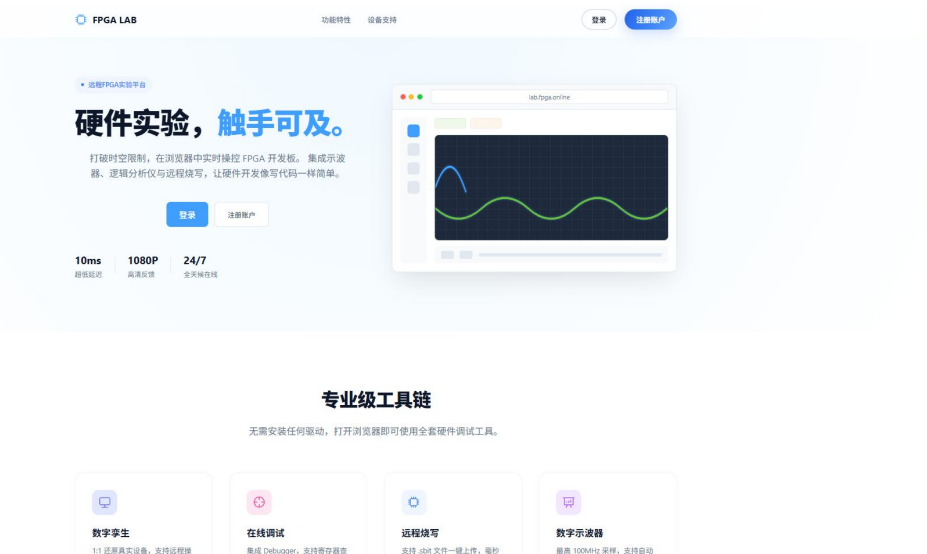 FPGA LAB
功能特性 设备支持
登录 注册账户
远程FPGA实验平台
硬件实验，触手可及。
打破时空限制，在浏览器中实时操控 FPGA 开发板。 集成示波
器、逻辑分析仪与远程烧写，让硬件开发像写代码一样简单。
登录 注册账户
10ms 1080P 24/7
超低延迟 高清反馈 全天候在线
lab.fpga.online
专业级工具链
无需安装任何驱动，打开浏览器即可使用全套硬件调试工具。
数字孪生
1:1 还原真实设备，支持远程操
在线调试
集成 Debugger，支持寄存器查
远程烧写
支持 .sbit 文件一键上传，毫秒
数字示波器
最高 100MHz 采样，支持自动